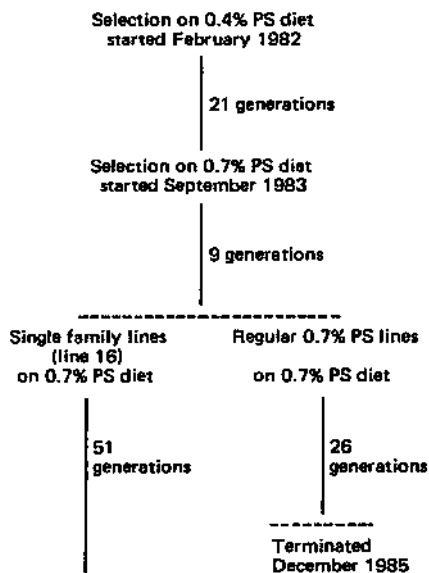 Selection on 0.4% PS diet
started February 1982
21 generations
Selection on 0.7% PS diet
started September 1983
9 generations
Single family lines
(line 16)
on 0.7% PS diet
Regular 0.7% PS lines
on 0.7% PS diet
51
generations
26
generations
Terminated
December 1985